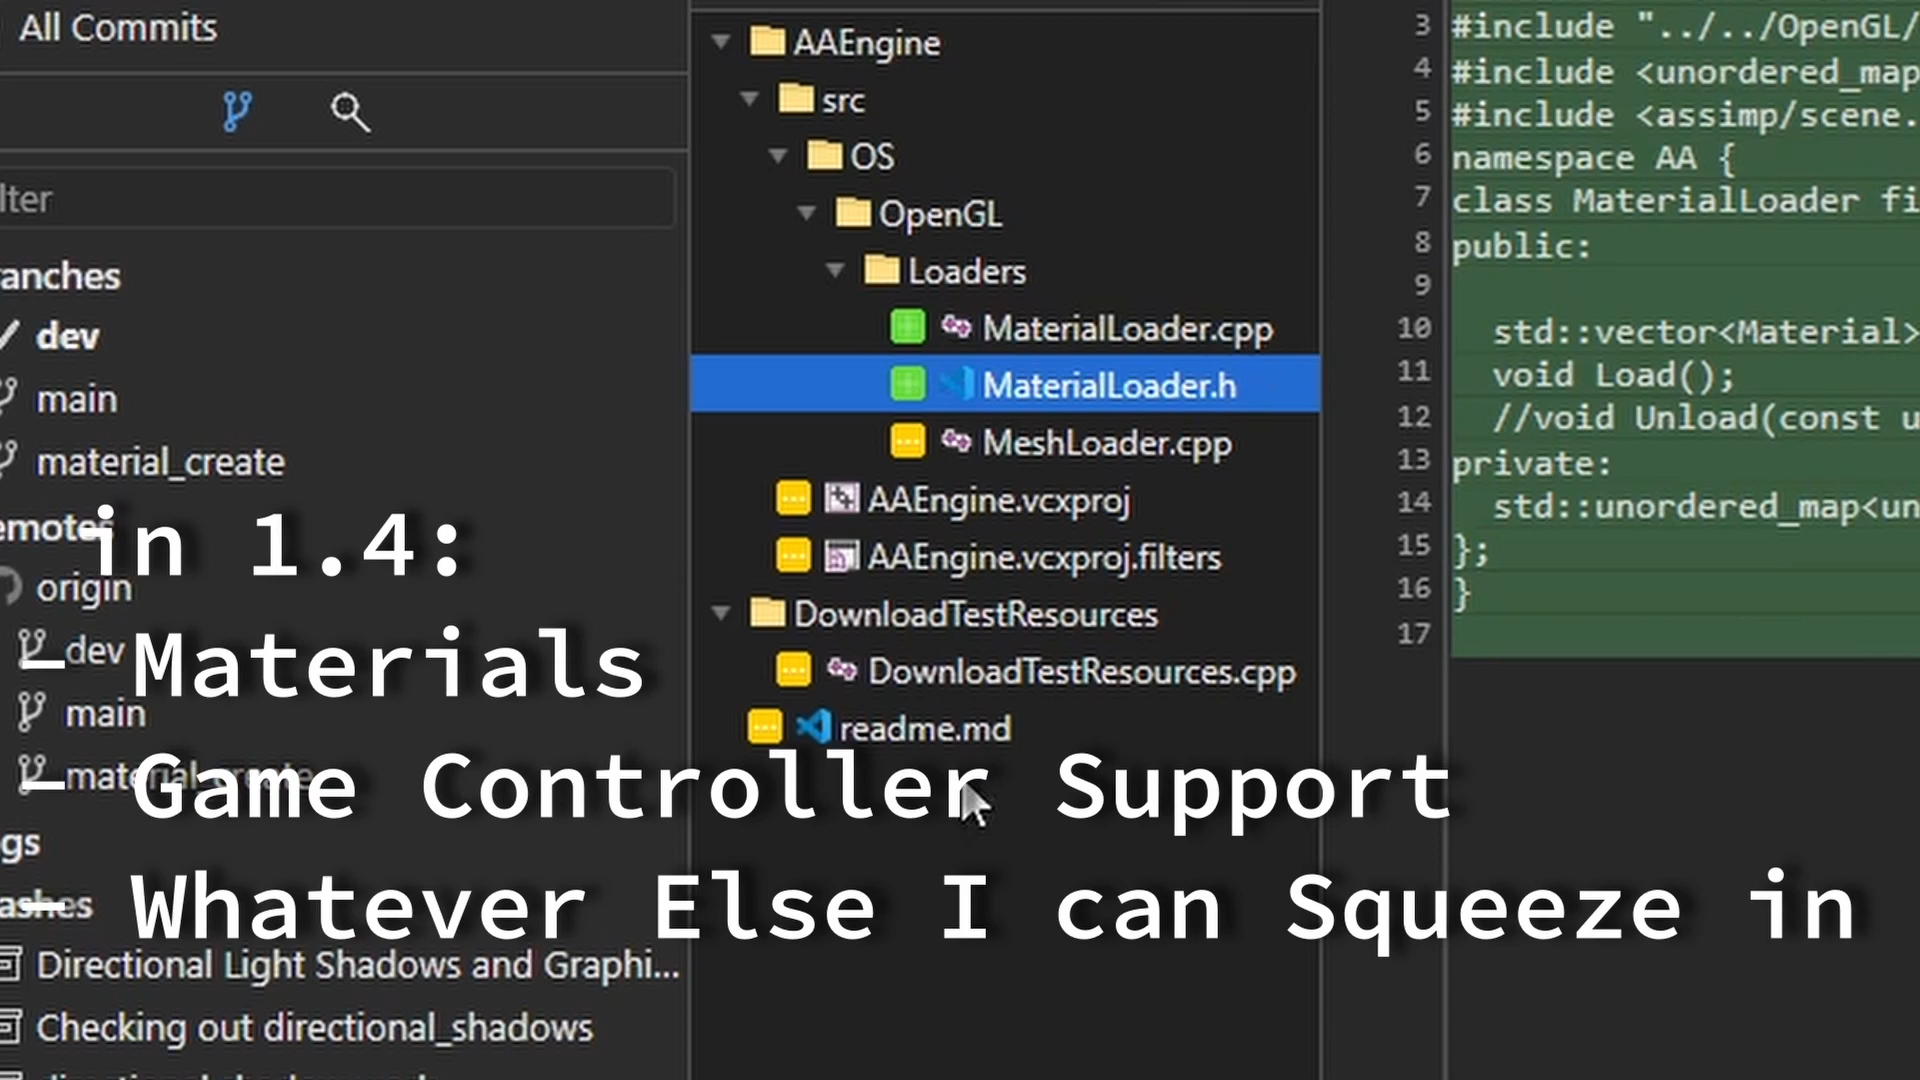 All Commits
lter
anches
dev
main
material_create
emotes
origin
dev
main
material_create
gs
ashes
Directional Light Shadows and Graphi...
Checking out directional_shadows
AAEngine
src
OS
OpenGL
Loaders
MaterialLoader.cpp
MaterialLoader.h
MeshLoader.cpp
AAEngine.vcxproj
AAEngine.vcxproj.filters
DownloadTestResources
DownloadTestResources.cpp
readme.md
3 #include "../../OpenGL/
4 #include <unordered_map
5 #include <assimp/scene.
6 namespace AA {
7 class MaterialLoader fi
8 public:
9
10 std::vector<Material>
11 void Load();
12 //void Unload(const u
13 private:
14 std::unordered_map<un
15 };
16 }
17
in 1.4:
- Materials
- Game Controller Support
- Whatever Else I can Squeeze in